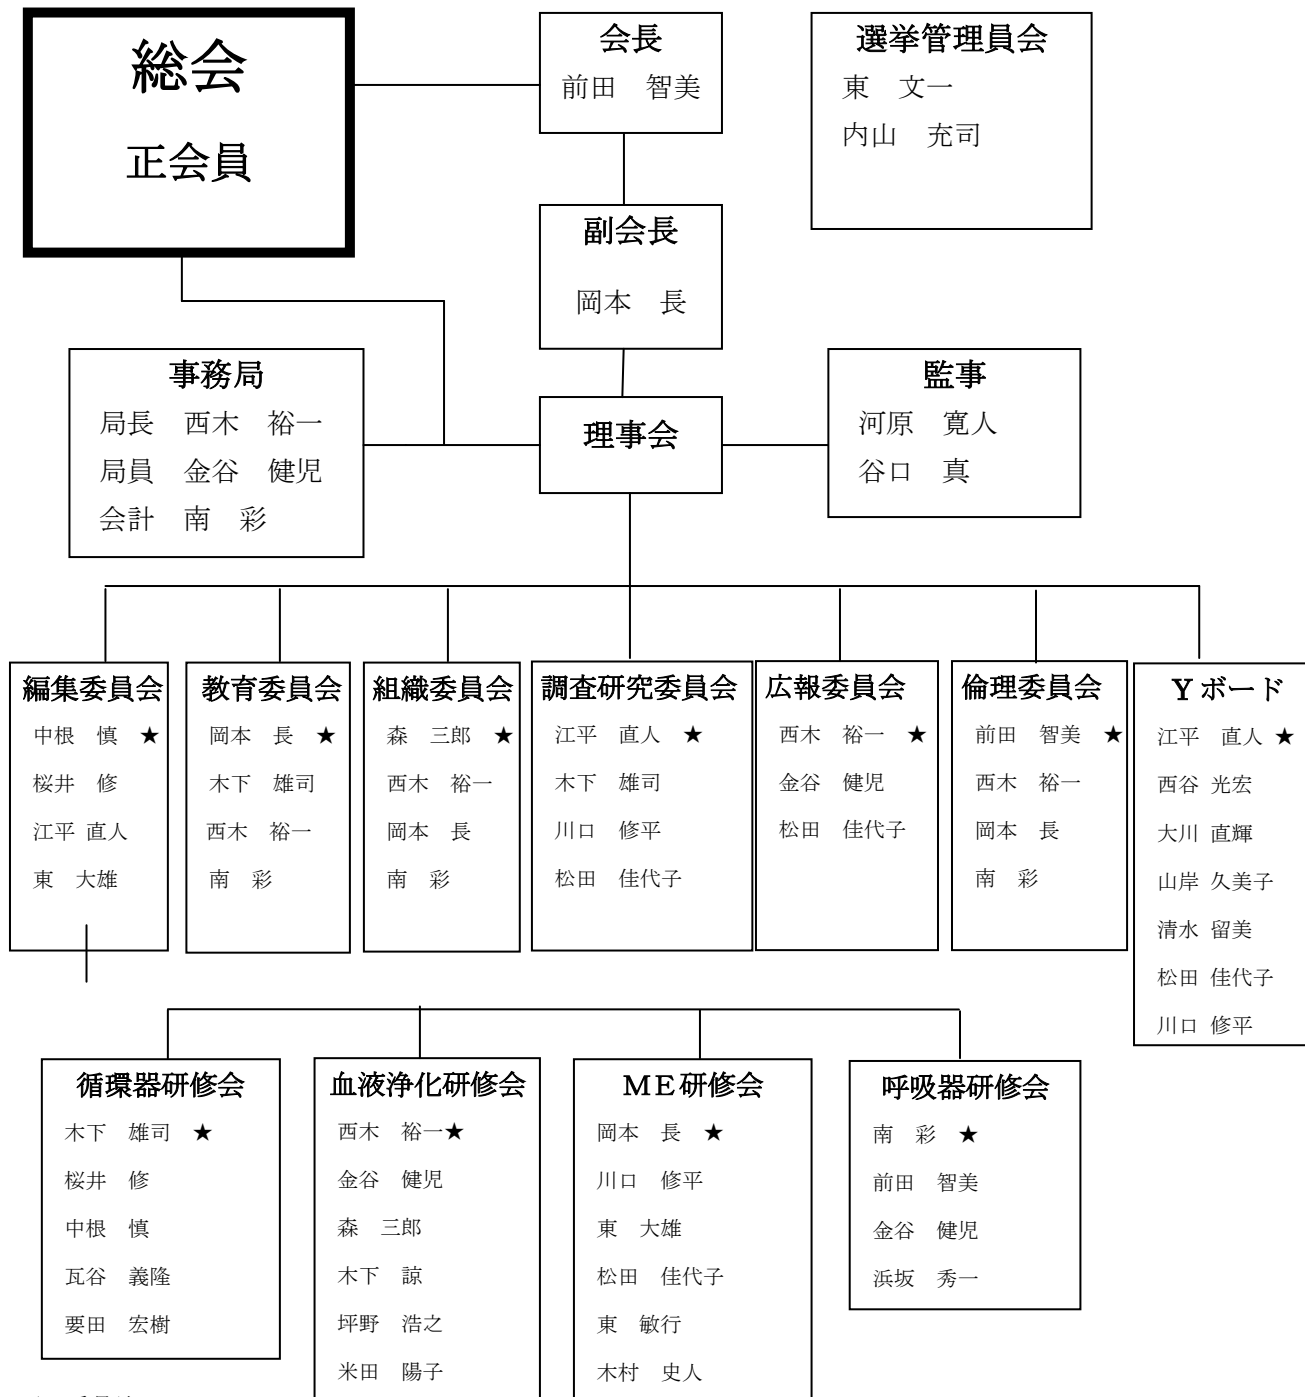 総会
正会員
会長
前田　智美
選挙管理員会
東　文一
内山　充司
副会長
岡本　長
事務局
局長　西木　裕一
局員　金谷　健児
会計　南　彩
理事会
監事
河原　寛人
谷口　真
編集委員会
中根　慎　★
桜井　修
江平 直人
東　大雄
教育委員会
岡本　長　★
木下　雄司
西木　裕一
南　彩
組織委員会
森　三郎　★
西木　裕一
岡本　長
南　彩
調査研究委員会
江平　直人　★
木下　雄司
川口　修平
松田　佳代子
広報委員会
西木　裕一　★
金谷　健児
松田　佳代子
倫理委員会
前田　智美　★
西木　裕一
岡本　長
南　彩
Ｙボード
江平　直人 ★
西谷 光宏
大川 直輝
山岸 久美子
清水 留美
松田 佳代子
川口 修平
循環器研修会
木下　雄司　★
桜井　修
中根　慎
瓦谷　義隆
要田　宏樹
血液浄化研修会
西木　裕一★
金谷　健児
森　三郎
木下　諒
坪野　浩之
米田　陽子
ＭＥ研修会
岡本　長　★
川口　修平
東　大雄
松田　佳代子
東　敏行
木村　史人
呼吸器研修会
南　彩　★
前田　智美
金谷　健児
浜坂　秀一